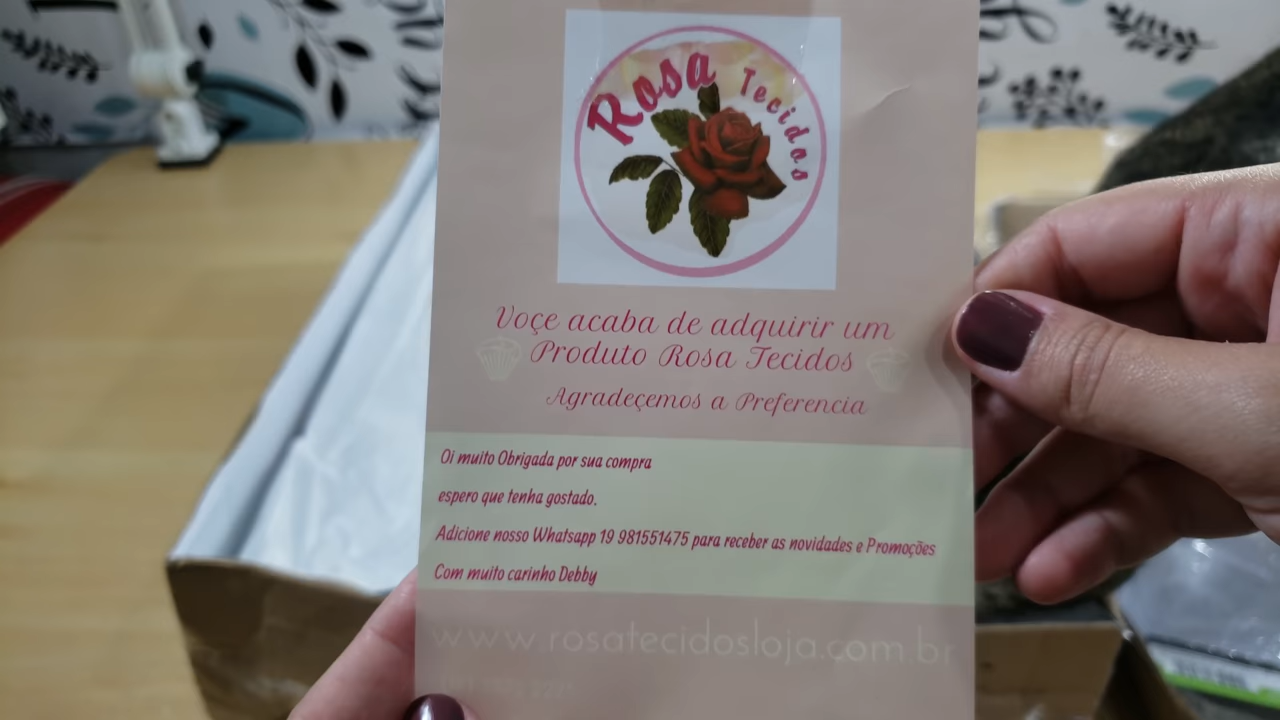 Rosa Tecidos
Voçe acaba de adquirir um
Produto Rosa Tecidos
Agradeçemos a Preferencia
Oi muito Obrigada por sua compra
espero que tenha gostado.
Adicione nosso Whatsapp 19 981551475 para receber as novidades e Promoções
Com muito carinho Debby
www.rosatecidosloja.com.br